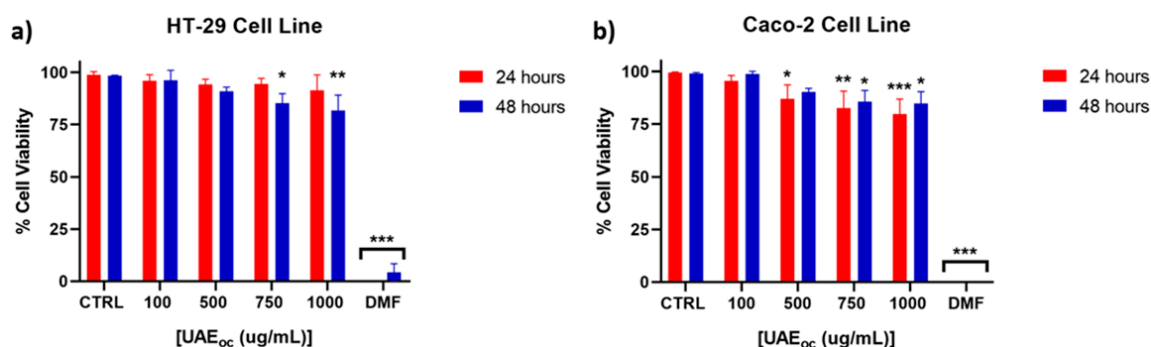 a)
HT-29 Cell Line
% Cell Viability
100
75
50
25
0
* ** ***
CTRL 100 500 750 1000 DMF
[UAEoc (ug/mL)]
24 hours
48 hours
b)
Caco-2 Cell Line
% Cell Viability
100
75
50
25
0
* ** * *** * ***
CTRL 100 500 750 1000 DMF
[UAEoc (ug/mL)]
24 hours
48 hours